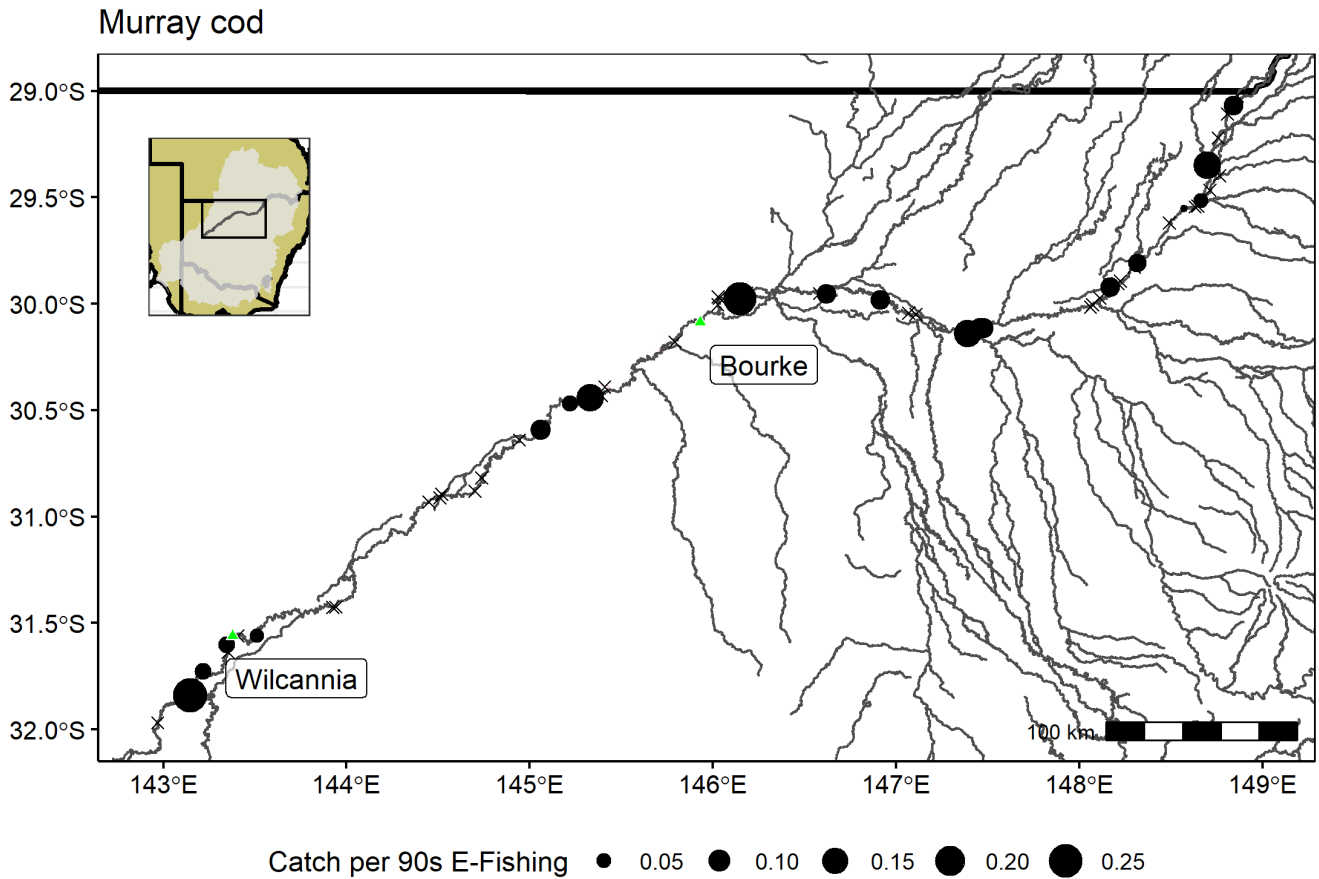 Murray cod
29.0°S
29.5°S
30.0°S
30.5°S
31.0°S
31.5°S
32.0°S
Bourke
Wilcannia
100 km
143°E 144°E 145°E 146°E 147°E 148°E 149°E
Catch per 90s E-Fishing 0.05 0.10 0.15 0.20 0.25